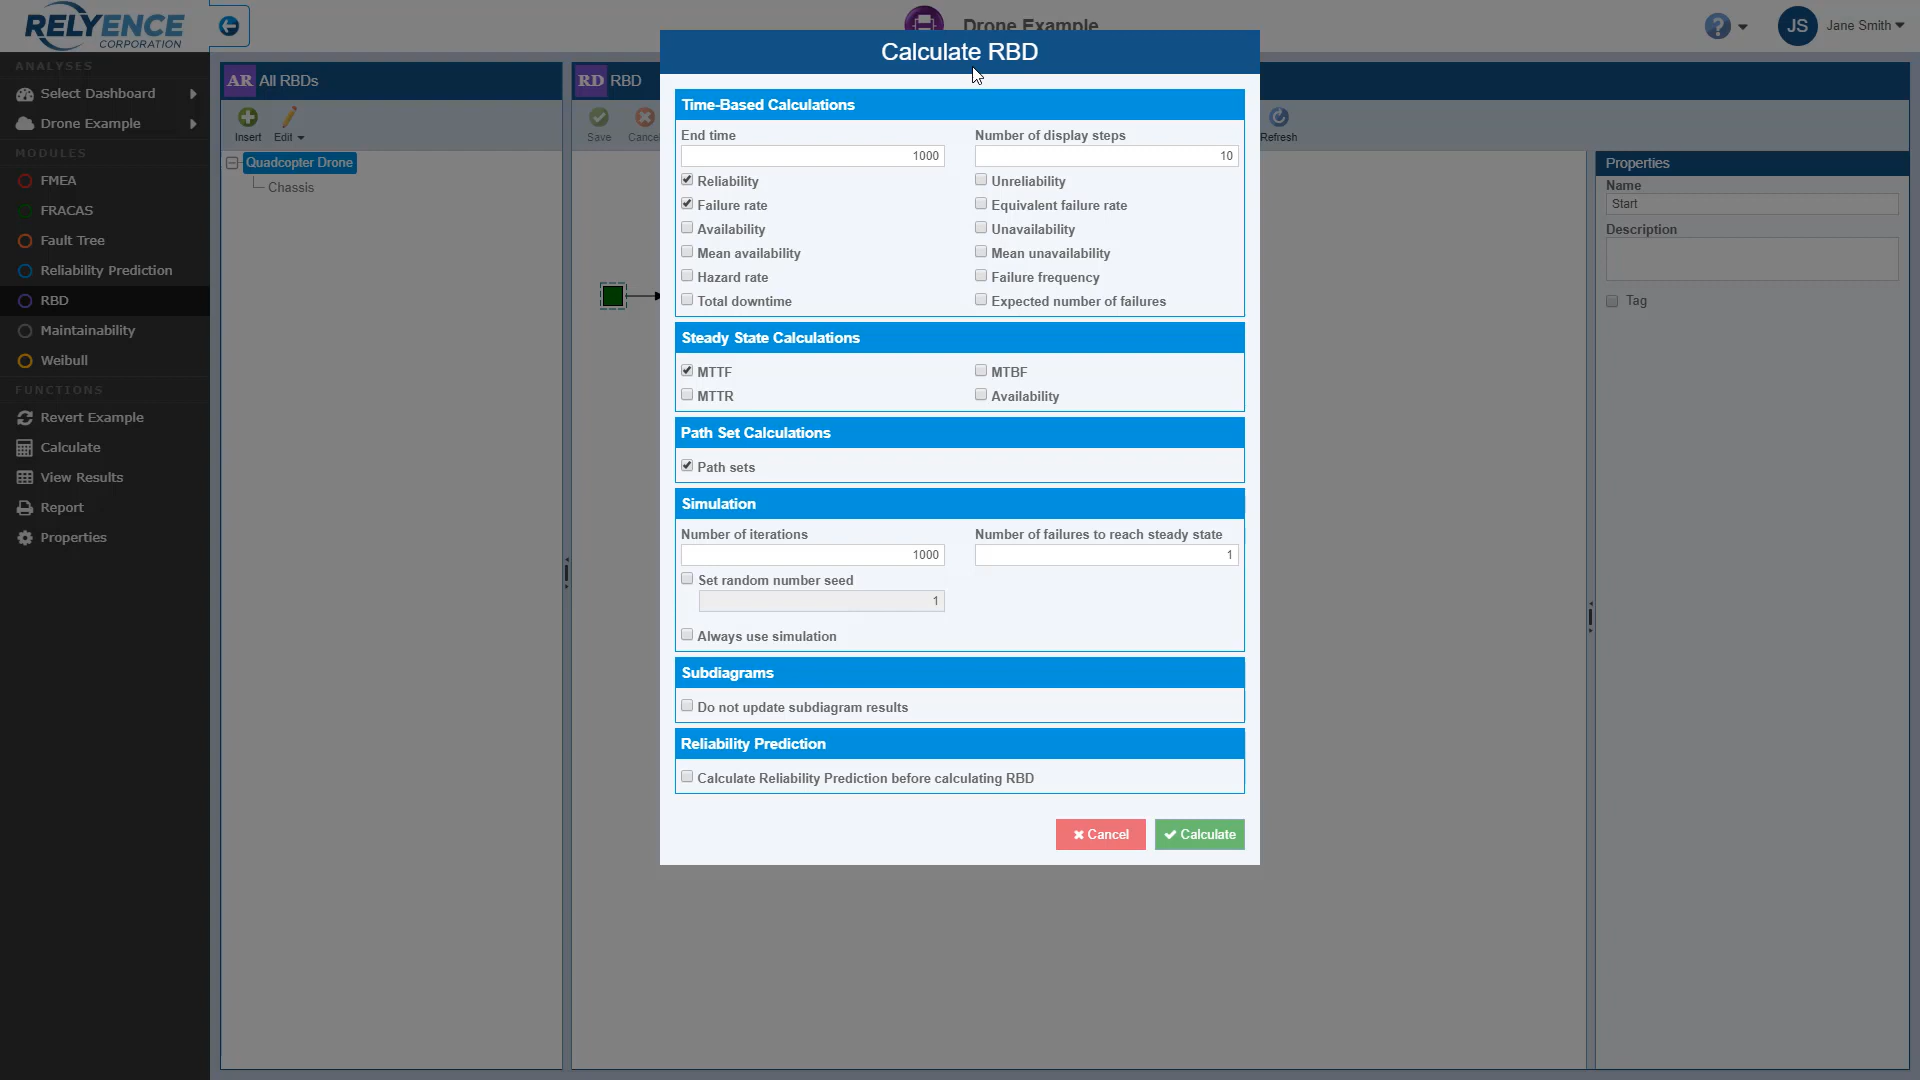 RELYENCE
CORPORATION
Drone Example
?
JS
Jane Smith
ANALYSES
Select Dashboard
Drone Example
MODULES
FMEA
FRACAS
Fault Tree
Reliability Prediction
RBD
Maintainability
Weibull
FUNCTIONS
Revert Example
Calculate
View Results
Report
Properties
AR All RBDs
Insert
Edit
Quadcopter Drone
Chassis
RD RBD
Save
Cancel
Refresh
Calculate RBD
Time-Based Calculations
End time
Number of display steps
1000
10
Reliability
Unreliability
Failure rate
Equivalent failure rate
Availability
Unavailability
Mean availability
Mean unavailability
Hazard rate
Failure frequency
Total downtime
Expected number of failures
Steady State Calculations
MTTF
MTBF
MTTR
Availability
Path Set Calculations
Path sets
Simulation
Number of iterations
Number of failures to reach steady state
1000
1
Set random number seed
1
Always use simulation
Subdiagrams
Do not update subdiagram results
Reliability Prediction
Calculate Reliability Prediction before calculating RBD
Cancel
Calculate
Properties
Name
Start
Description
Tag